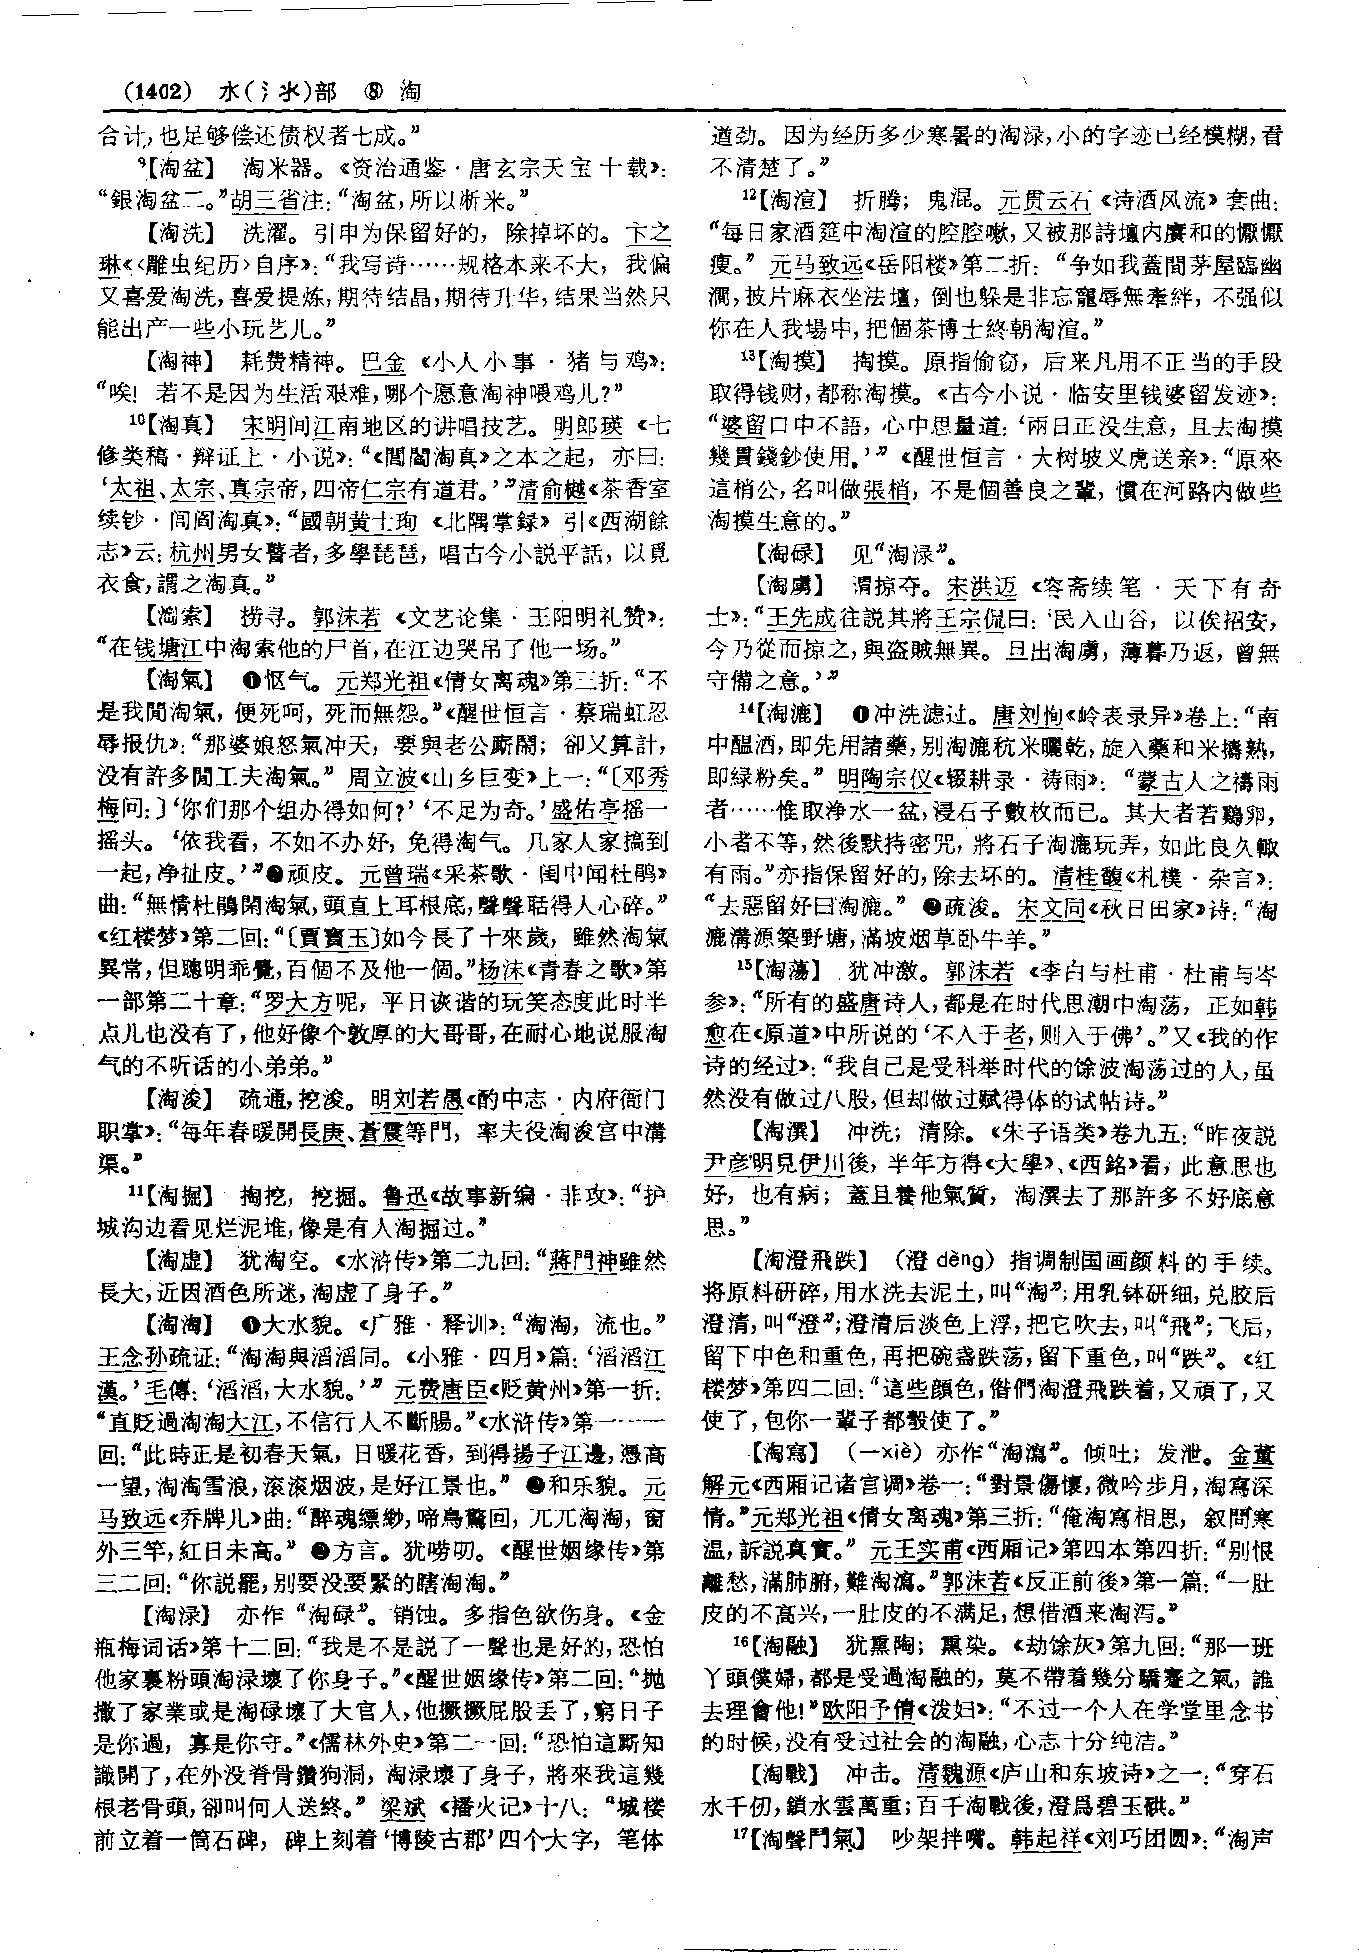 (1402) 水(氵氺)部 ⑧ 淘
合计,也足够偿还债权者七成。”
⁹【淘盆】 淘米器。《资治通鉴·唐玄宗天宝十载》:
“銀淘盆二。”胡三省注:“淘盆,所以淅米。”
【淘洗】 洗濯。引申为保留好的,除掉坏的。卞之
琳《〈雕虫纪历〉自序》:“我写诗……规格本来不大,我偏
又喜爱淘洗,喜爱提炼,期待结晶,期待升华,结果当然只
能出产一些小玩艺儿。”
【淘神】 耗费精神。巴金《小人小事·猪与鸡》:
“唉!若不是因为生活艰难,哪个愿意淘神喂鸡儿?”
¹⁰【淘真】 宋明间江南地区的讲唱技艺。明郎瑛《七
修类稿·辩证上·小说》:“《閭閻淘真》之本之起,亦曰:
‘太祖、太宗、真宗帝,四帝仁宗有道君。’”清俞樾《茶香室
续钞·闾阎淘真》:“國朝黄士珣《北隅掌録》引《西湖餘
志》云:杭州男女瞽者,多學琵琶,唱古今小説平話,以覓
衣食,謂之淘真。”
【淘索】 捞寻。郭沫若《文艺论集·王阳明礼赞》:
“在钱塘江中淘索他的尸首,在江边哭吊了他一场。”
【淘氣】 ❶怄气。元郑光祖《倩女离魂》第三折:“不
是我閒淘氣,便死呵,死而無怨。”《醒世恒言·蔡瑞虹忍
辱报仇》:“那婆娘怒氣冲天,要與老公廝鬧;卻又算計,
没有許多閒工夫淘氣。”周立波《山乡巨变》上一:“〔邓秀
梅问:〕‘你们那个组办得如何?’‘不足为奇。’盛佑亭摇一
摇头。‘依我看,不如不办好,免得淘气。几家人家搞到
一起,净扯皮。’”❷顽皮。元曾瑞《采茶歌·闺中闻杜鹃》
曲:“無情杜鵑閑淘氣,頭直上耳根底,聲聲聒得人心碎。”
《红楼梦》第二回:“〔賈寶玉〕如今長了十來歲,雖然淘氣
異常,但聰明乖覺,百個不及他一個。”杨沫《青春之歌》第
一部第二十章:“罗大方呢,平日诙谐的玩笑态度此时半
点儿也没有了,他好像个敦厚的大哥哥,在耐心地说服淘
气的不听话的小弟弟。”
【淘浚】 疏通,挖浚。明刘若愚《酌中志·内府衙门
职掌》:“每年春暖開長庚、蒼震等門,率夫役淘浚宫中溝
渠。”
¹¹【淘掘】 掏挖,挖掘。鲁迅《故事新编·非攻》:“护
城沟边看见烂泥堆,像是有人淘掘过。”
【淘虚】 犹淘空。《水浒传》第二九回:“蔣門神雖然
長大,近因酒色所迷,淘虚了身子。”
【淘淘】 ❶大水貌。《广雅·释训》:“淘淘,流也。”
王念孙疏证:“淘淘與滔滔同。《小雅·四月》篇:‘滔滔江
漢。’毛傳:‘滔滔,大水貌。’”元费唐臣《贬黄州》第一折:
“直貶過淘淘大江,不信行人不斷腸。”《水浒传》第一一一
回:“此時正是初春天氣,日暖花香,到得揚子江邊,憑高
一望,淘淘雪浪,滚滚烟波,是好江景也。”❷和乐貌。元
马致远《乔牌儿》曲:“醉魂縹緲,啼鳥驚回,兀兀淘淘,窗
外三竿,紅日未高。”❸方言。犹唠叨。《醒世姻缘传》第
三二回:“你説罷,别要没要緊的瞎淘淘。”
【淘渌】 亦作“淘碌”。销蚀。多指色欲伤身。《金
瓶梅词话》第十二回:“我是不是説了一聲也是好的,恐怕
他家裏粉頭淘渌壞了你身子。”《醒世姻缘传》第二回:“抛
撇了家業或是淘碌壞了大官人,他撅撅屁股丢了,窮日子
是你過,寡是你守。”《儒林外史》第二一回:“恐怕這廝知
識開了,在外没脊骨鑽狗洞,淘渌壞了身子,將來我這幾
根老骨頭,卻叫何人送終。”梁斌《播火记》十八:“城楼
前立着一筒石碑,碑上刻着‘博陵古郡’四个大字,笔体
遒劲。因为经历多少寒暑的淘渌,小的字迹已经模糊,看
不清楚了。”
¹²【淘渲】 折腾;鬼混。元贯云石《诗酒风流》套曲:
“每日家酒筵中淘渲的腔腔嗽,又被那詩壇内賡和的懨懨
瘦。”元马致远《岳阳楼》第二折:“争如我蓋間茅屋臨幽
澗,披片麻衣坐法壇,倒也躲是非忘寵辱無牽絆,不强似
你在人我場中,把個茶博士終朝淘渲。”
¹³【淘摸】 掏摸。原指偷窃,后来凡用不正当的手段
取得钱财,都称淘摸。《古今小说·临安里钱婆留发迹》:
“婆留口中不語,心中思量道:‘兩日正没生意,且去淘摸
幾貫錢鈔使用。’”《醒世恒言·大树坡义虎送亲》:“原來
這梢公,名叫做張梢,不是個善良之輩,慣在河路内做些
淘摸生意的。”
【淘碌】 见“淘渌”。
【淘虜】 谓掠夺。宋洪迈《容斋续笔·天下有奇
士》:“王先成往説其將王宗侃曰:‘民入山谷,以俟招安,
今乃從而掠之,與盗贼無異。旦出淘虜,薄暮乃返,曾無
守備之意。’”
¹⁴【淘漉】 ❶冲洗滤过。唐刘恂《岭表录异》卷上:“南
中醖酒,即先用諸藥,别淘漉秔米曬乾,旋入藥和米擣熟,
即緑粉矣。”明陶宗仪《辍耕录·祷雨》:“蒙古人之禱雨
者……惟取净水一盆,浸石子數枚而已。其大者若鷄卵,
小者不等,然後默持密咒,將石子淘漉玩弄,如此良久輒
有雨。”亦指保留好的,除去坏的。清桂馥《札樸·杂言》:
“去惡留好曰淘漉。”❷疏浚。宋文同《秋日田家》诗:“淘
漉溝源築野塘,滿坡烟草卧牛羊。”
¹⁵【淘蕩】 犹冲激。郭沫若《李白与杜甫·杜甫与岑
参》:“所有的盛唐诗人,都是在时代思潮中淘荡,正如韩
愈在《原道》中所说的‘不入于老,则入于佛’。”又《我的作
诗的经过》:“我自己是受科举时代的馀波淘荡过的人,虽
然没有做过八股,但却做过赋得体的试帖诗。”
【淘潠】 冲洗;清除。《朱子语类》卷九五:“昨夜説
尹彦明見伊川後,半年方得《大學》、《西銘》看,此意思也
好,也有病;蓋且養他氣質,淘潠去了那許多不好底意
思。”
【淘澄飛跌】 (澄dèng)指调制国画颜料的手续。
将原料研碎,用水洗去泥土,叫“淘”;用乳钵研细,兑胶后
澄清,叫“澄”;澄清后淡色上浮,把它吹去,叫“飛”;飞后,
留下中色和重色,再把碗盏跌荡,留下重色,叫“跌”。《红
楼梦》第四二回:“這些顔色,偺們淘澄飛跌着,又頑了,又
使了,包你一輩子都彀使了。”
【淘寫】 (—xiè)亦作“淘瀉”。倾吐;发泄。金董
解元《西厢记诸宫调》卷一:“對景傷懷,微吟步月,淘寫深
情。”元郑光祖《倩女离魂》第三折:“俺淘寫相思,叙問寒
温,訴説真實。”元王实甫《西厢记》第四本第四折:“别恨
離愁,滿肺腑,難淘瀉。”郭沫若《反正前後》第一篇:“一肚
皮的不高兴,一肚皮的不满足,想借酒来淘泻。”
¹⁶【淘融】 犹熏陶;熏染。《劫馀灰》第九回:“那一班
丫頭僕婦,都是受過淘融的,莫不帶着幾分驕蹇之氣,誰
去理會他!”欧阳予倩《泼妇》:“不过一个人在学堂里念书
的时候,没有受过社会的淘融,心志十分纯洁。”
【淘戰】 冲击。清魏源《庐山和东坡诗》之一:“穿石
水千仞,鎖水雲萬重;百千淘戰後,澄爲碧玉谼。”
¹⁷【淘聲鬥氣】 吵架拌嘴。韩起祥《刘巧团圆》:“淘声